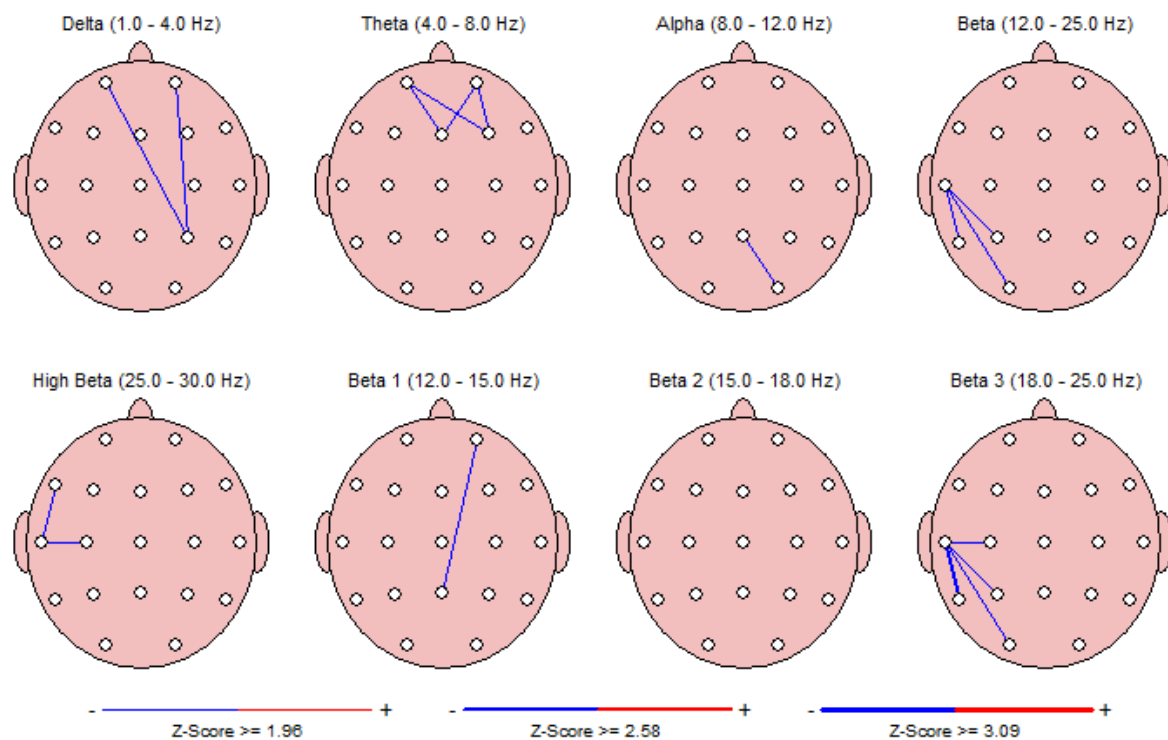 Delta (1.0 - 4.0 Hz)
Theta (4.0 - 8.0 Hz)
Alpha (8.0 - 12.0 Hz)
Beta (12.0 - 25.0 Hz)
High Beta (25.0 - 30.0 Hz)
Beta 1 (12.0 - 15.0 Hz)
Beta 2 (15.0 - 18.0 Hz)
Beta 3 (18.0 - 25.0 Hz)
- +
Z-Score >= 1.96
- +
Z-Score >= 2.58
- +
Z-Score >= 3.09